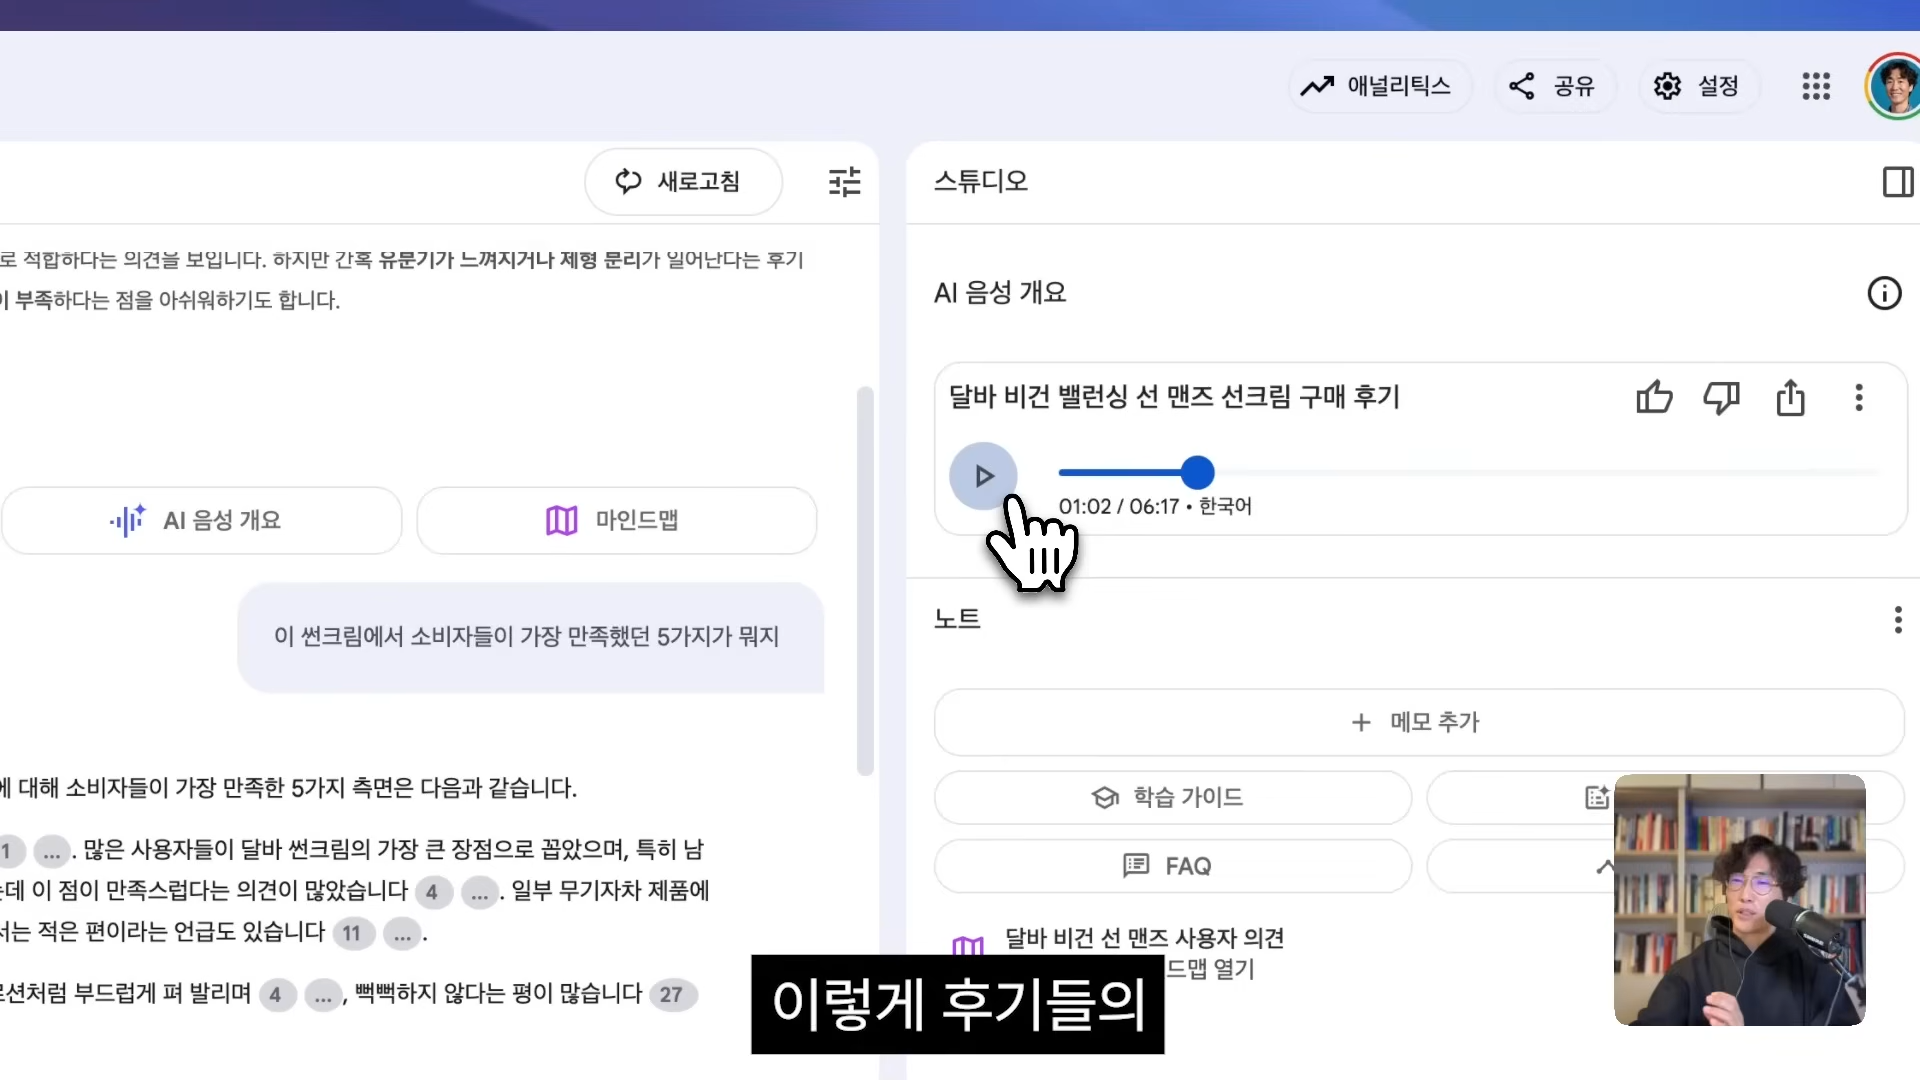 애널리틱스
공유
설정
새로고침
스튜디오
로 적합하다는 의견을 보입니다. 하지만 간혹 유분기가 느껴지거나 제형 분리가 일어난다는 후기
이 부족하다는 점을 아쉬워하기도 합니다.
AI 음성 개요
마인드맵
이 썬크림에서 소비자들이 가장 만족했던 5가지가 뭐지
에 대해 소비자들이 가장 만족한 5가지 측면은 다음과 같습니다.
1 ... . 많은 사용자들이 달바 썬크림의 가장 큰 장점으로 꼽았으며, 특히 남
는데 이 점이 만족스럽다는 의견이 많았습니다 4 ... . 일부 무기자차 제품에
서는 적은 편이라는 언급도 있습니다 11 ... .
로션처럼 부드럽게 펴 발리며 4 ... , 뻑뻑하지 않다는 평이 많습니다 27
AI 음성 개요
달바 비건 밸런싱 선 맨즈 선크림 구매 후기
01:02 / 06:17 • 한국어
노트
+ 메모 추가
학습 가이드
FAQ
달바 비건 선 맨즈 사용자 의견
드맵 열기
이렇게 후기들의